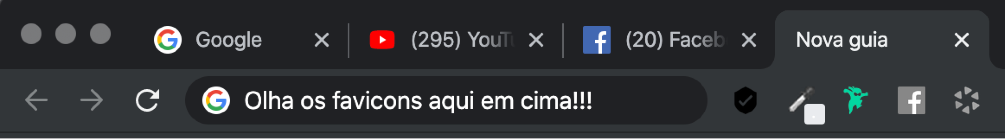 Google (295) YouTu (20) Faceb Nova guia
Olha os favicons aqui em cima!!!